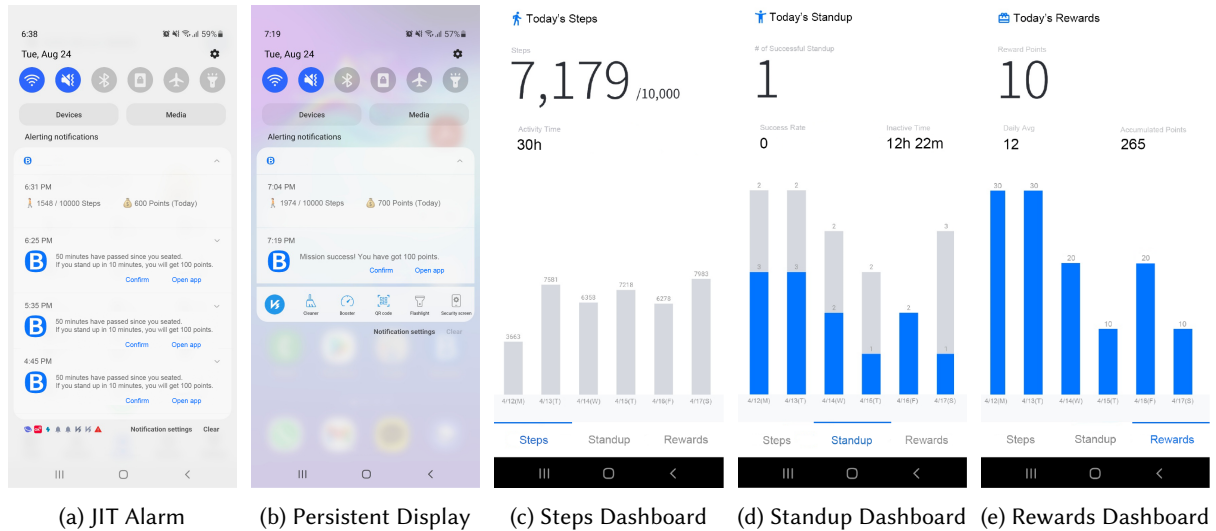 6:38
59%
Tue, Aug 24
Devices Media
Alerting notifications
B
6:31 PM
1548 / 10000 Steps 600 Points (Today)
6:25 PM
B
50 minutes have passed since you seated.
If you stand up in 10 minutes, you will get 100 points.
Confirm Open app
5:35 PM
B
50 minutes have passed since you seated.
If you stand up in 10 minutes, you will get 100 points.
Confirm Open app
4:45 PM
B
50 minutes have passed since you seated.
If you stand up in 10 minutes, you will get 100 points.
Confirm Open app
Notification settings Clear
(a) JIT Alarm
7:19
57%
Tue, Aug 24
Devices Media
Alerting notifications
B
7:04 PM
1974 / 10000 Steps 700 Points (Today)
7:19 PM
B
Mission success! You have got 100 points.
Confirm Open app
Cleaner Booster QR code Flashlight Security screen
Notification settings Clear
(b) Persistent Display
Today's Steps
Steps
7,179 /10,000
Activity Time
30h
3563 7581 6358 7218 6278 7983
4/12(M) 4/13(T) 4/14(W) 4/15(T) 4/16(F) 4/17(S)
Steps Standup Rewards
(c) Steps Dashboard
Today's Standup
# of Successful Standup
1
Success Rate Inactive Time
0 12h 22m
2 2 2 2 3
3 3 3 1 2 1
4/12(M) 4/13(T) 4/14(W) 4/15(T) 4/16(F) 4/17(S)
Steps Standup Rewards
(d) Standup Dashboard
Today's Rewards
Reward Points
10
Daily Avg Accumulated Points
12 265
30 30 20 10 20 10
4/12(M) 4/13(T) 4/14(W) 4/15(T) 4/16(F) 4/17(S)
Steps Standup Rewards
(e) Rewards Dashboard